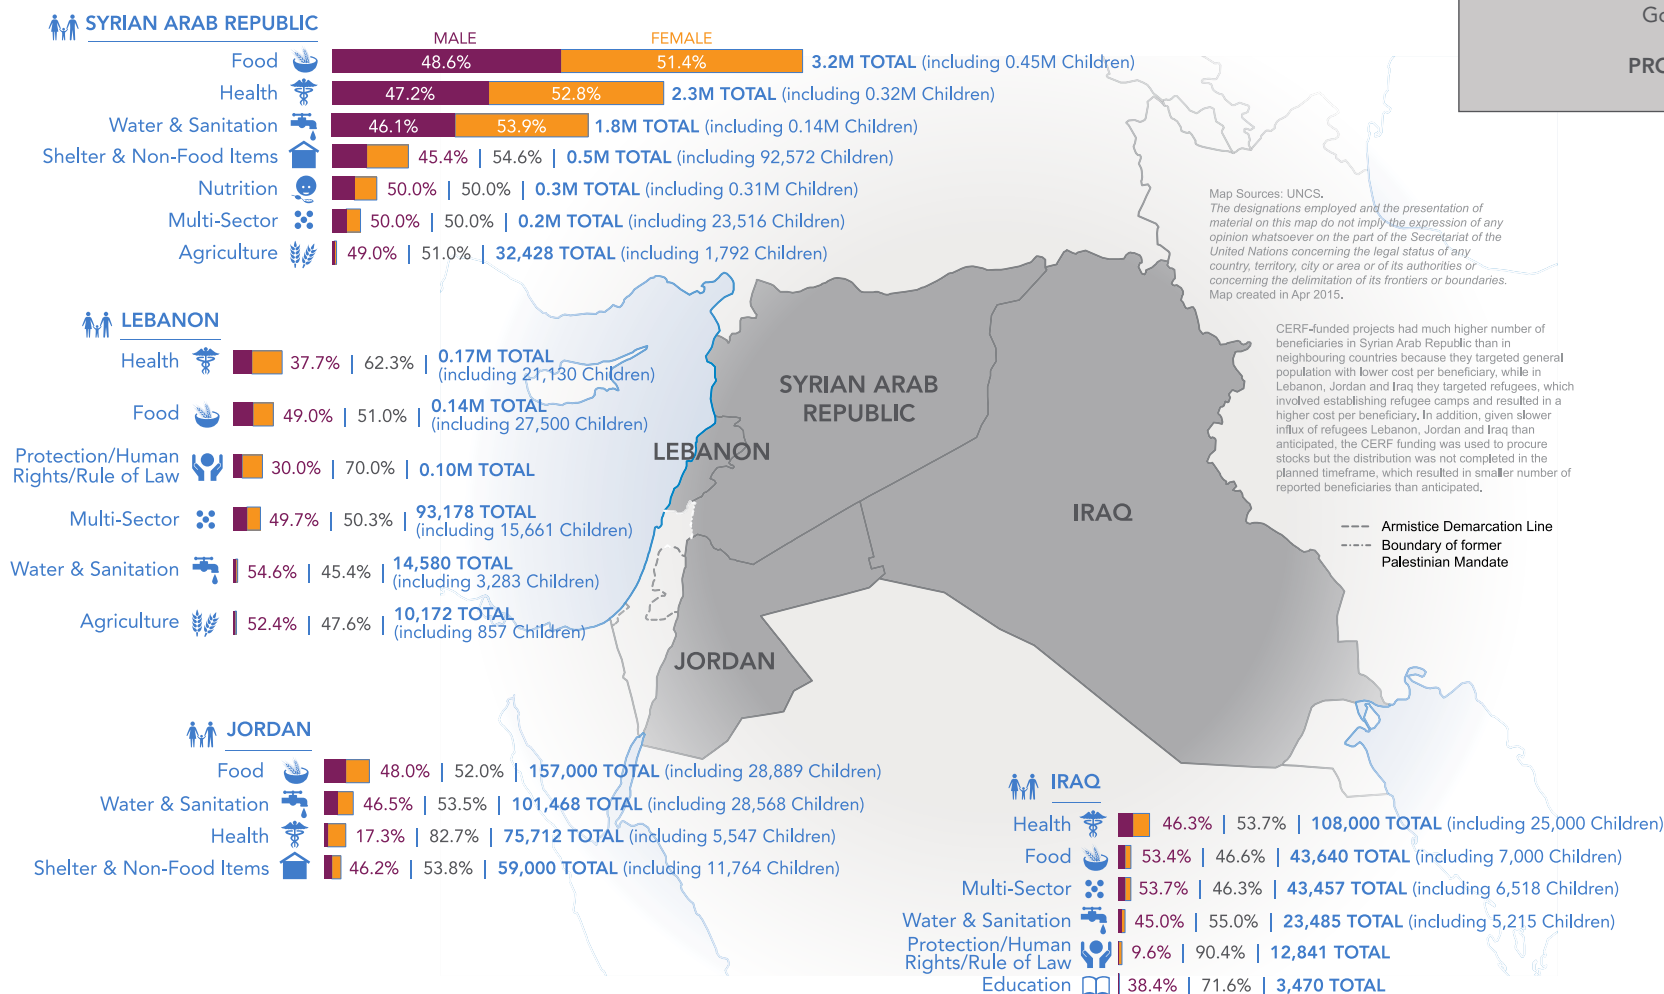 SYRIAN ARAB REPUBLIC
MALE FEMALE
Food 48.6% 51.4% 3.2M TOTAL (including 0.45M Children)
Health 47.2% 52.8% 2.3M TOTAL (including 0.32M Children)
Water & Sanitation 46.1% 53.9% 1.8M TOTAL (including 0.14M Children)
Shelter & Non-Food Items 45.4% | 54.6% | 0.5M TOTAL (including 92,572 Children)
Nutrition 50.0% | 50.0% | 0.3M TOTAL (including 0.31M Children)
Multi-Sector 50.0% | 50.0% | 0.2M TOTAL (including 23,516 Children)
Agriculture 49.0% | 51.0% | 32,428 TOTAL (including 1,792 Children)
PRO
Map Sources: UNCS.
The designations employed and the presentation of
material on this map do not imply the expression of any
opinion whatsoever on the part of the Secretariat of the
United Nations concerning the legal status of any
country, territory, city or area or of its authorities or
concerning the delimitation of its frontiers or boundaries.
Map created in Apr 2015.
CERF-funded projects had much higher number of
beneficiaries in Syrian Arab Republic than in
neighbouring countries because they targeted general
population with lower cost per beneficiary, while in
Lebanon, Jordan and Iraq they targeted refugees, which
involved establishing refugee camps and resulted in a
higher cost per beneficiary. In addition, given slower
influx of refugees Lebanon, Jordan and Iraq than
anticipated, the CERF funding was used to procure
stocks but the distribution was not completed in the
planned timeframe, which resulted in smaller number of
reported beneficiaries than anticipated.
Armistice Demarcation Line
Boundary of former
Palestinian Mandate
SYRIAN ARAB
REPUBLIC
LEBANON
IRAQ
JORDAN
LEBANON
Health 37.7% | 62.3% | 0.17M TOTAL
(including 21,130 Children)
Food 49.0% | 51.0% | 0.14M TOTAL
(including 27,500 Children)
Protection/Human
Rights/Rule of Law 30.0% | 70.0% | 0.10M TOTAL
Multi-Sector 49.7% | 50.3% | 93,178 TOTAL
(including 15,661 Children)
Water & Sanitation 54.6% | 45.4% | 14,580 TOTAL
(including 3,283 Children)
Agriculture 52.4% | 47.6% | 10,172 TOTAL
(including 857 Children)
JORDAN
Food 48.0% | 52.0% | 157,000 TOTAL (including 28,889 Children)
Water & Sanitation 46.5% | 53.5% | 101,468 TOTAL (including 28,568 Children)
Health 17.3% | 82.7% | 75,712 TOTAL (including 5,547 Children)
Shelter & Non-Food Items 46.2% | 53.8% | 59,000 TOTAL (including 11,764 Children)
IRAQ
Health 46.3% | 53.7% | 108,000 TOTAL (including 25,000 Children)
Food 53.4% | 46.6% | 43,640 TOTAL (including 7,000 Children)
Multi-Sector 53.7% | 46.3% | 43,457 TOTAL (including 6,518 Children)
Water & Sanitation 45.0% | 55.0% | 23,485 TOTAL (including 5,215 Children)
Protection/Human
Rights/Rule of Law 9.6% | 90.4% | 12,841 TOTAL
Education 38.4% | 71.6% | 3,470 TOTAL